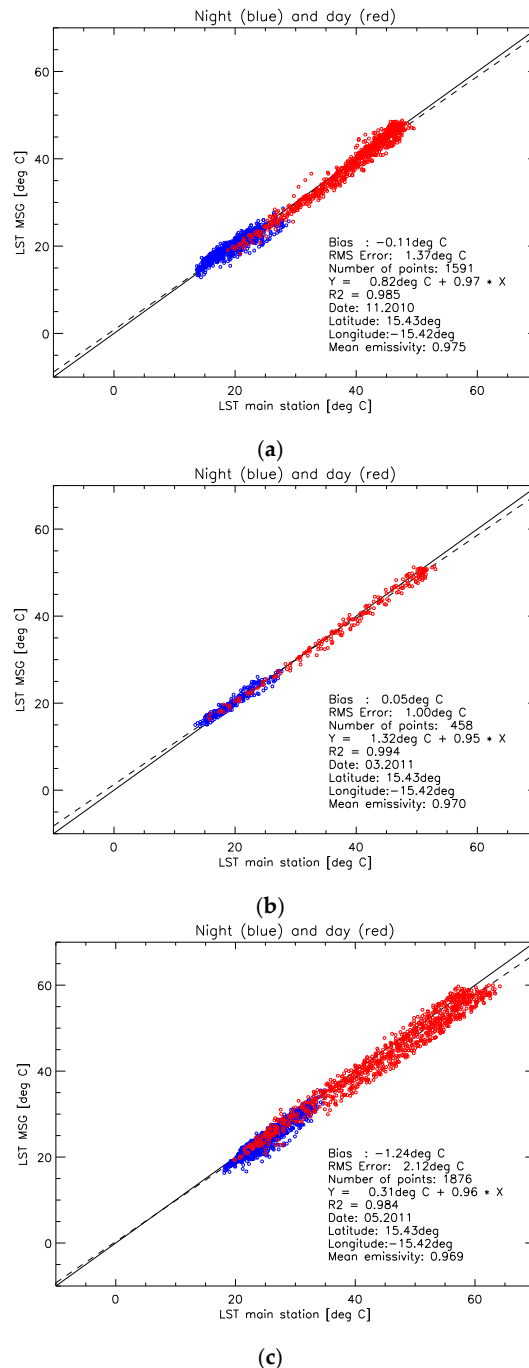 Night (blue) and day (red)
60
40
20
0
LST MSG [deg C]
Bias : −0.11deg C
RMS Error: 1.37deg C
Number of points: 1591
Y = 0.82deg C + 0.97 * X
R2 = 0.985
Date: 11.2010
Latitude: 15.43deg
Longitude:−15.42deg
Mean emissivity: 0.975
0 20 40 60
LST main station [deg C]
(a)
Night (blue) and day (red)
60
40
20
0
LST MSG [deg C]
Bias : 0.05deg C
RMS Error: 1.00deg C
Number of points: 458
Y = 1.32deg C + 0.95 * X
R2 = 0.994
Date: 03.2011
Latitude: 15.43deg
Longitude:−15.42deg
Mean emissivity: 0.970
0 20 40 60
LST main station [deg C]
(b)
Night (blue) and day (red)
60
40
20
0
LST MSG [deg C]
Bias : −1.24deg C
RMS Error: 2.12deg C
Number of points: 1876
Y = 0.31deg C + 0.96 * X
R2 = 0.984
Date: 05.2011
Latitude: 15.43deg
Longitude:−15.42deg
Mean emissivity: 0.969
0 20 40 60
LST main station [deg C]
(c)